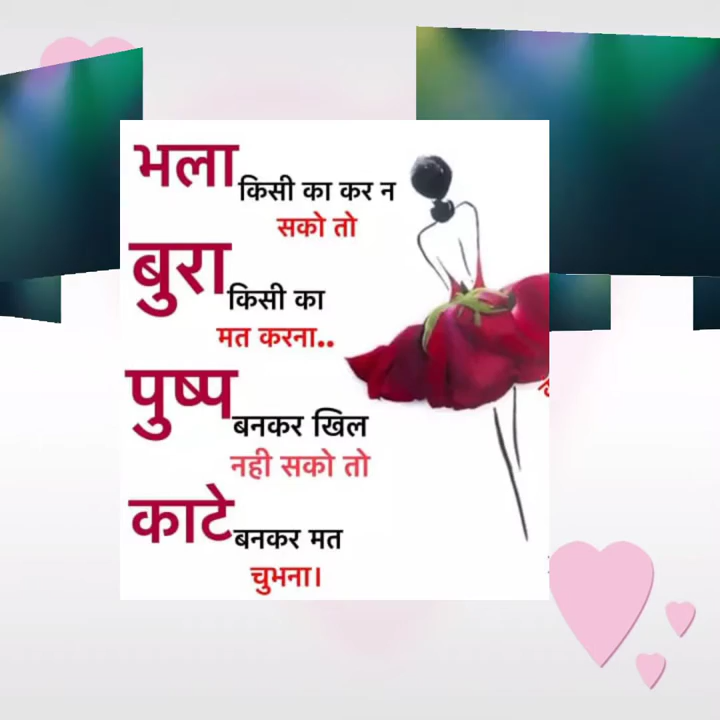 भला किसी का कर न
सको तो
बुरा किसी का
मत करना..
पुष्प बनकर खिल
नही सको तो
काटे बनकर मत
चुभना।